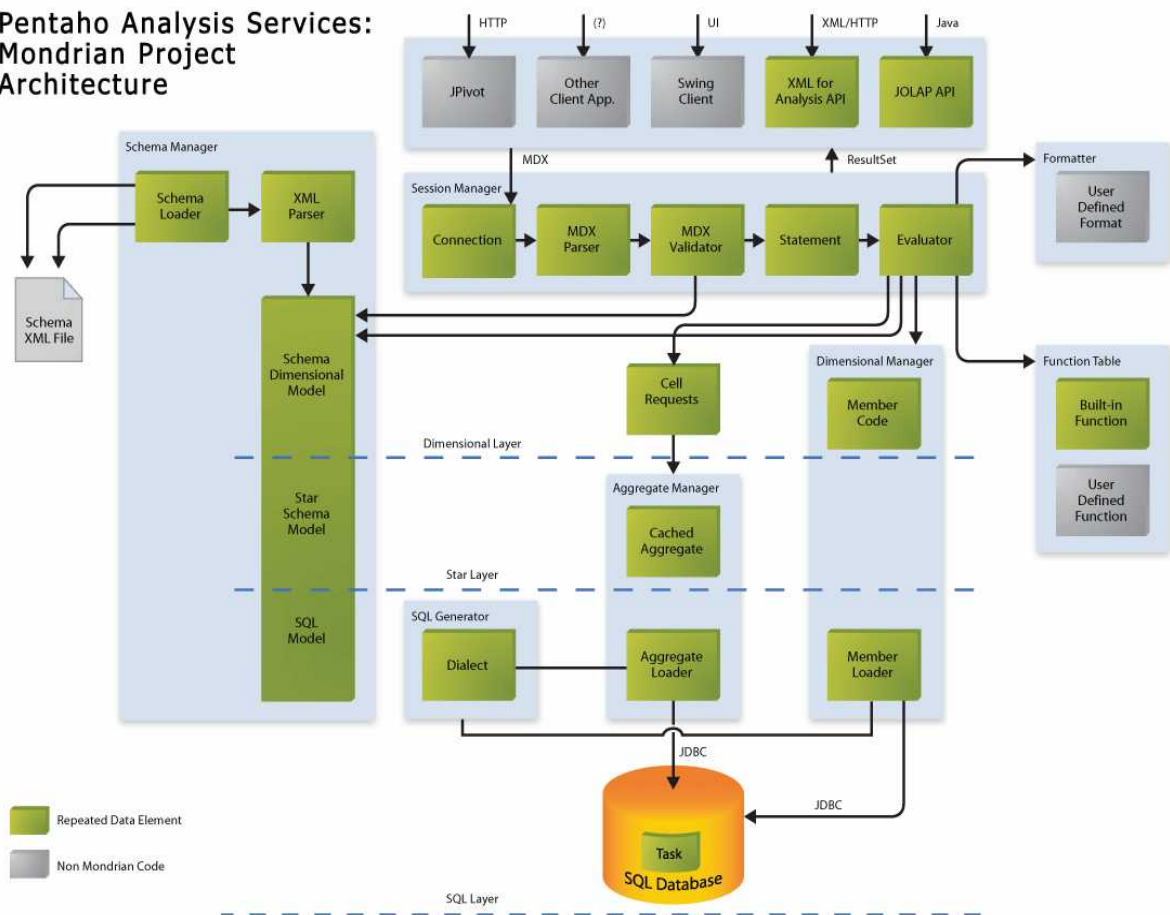 Pentaho Analysis Services:
Mondrian Project
Architecture
HTTP
(?)
UI
XML/HTTP
Java
JPivot
Other
Client App.
Swing
Client
XML for
Analysis API
JOLAP API
MDX
ResultSet
Schema Manager
Schema
Loader
XML
Parser
Schema
XML File
Schema
Dimensional
Model
Star
Schema
Model
SQL
Model
Session Manager
Connection
MDX
Parser
MDX
Validator
Statement
Evaluator
Formatter
User
Defined
Format
Cell
Requests
Dimensional Manager
Member
Code
Function Table
Built-in
Function
User
Defined
Function
Dimensional Layer
Aggregate Manager
Cached
Aggregate
Star Layer
SQL Generator
Dialect
Aggregate
Loader
Member
Loader
JDBC
JDBC
Task
SQL Database
Repeated Data Element
Non Mondrian Code
SQL Layer